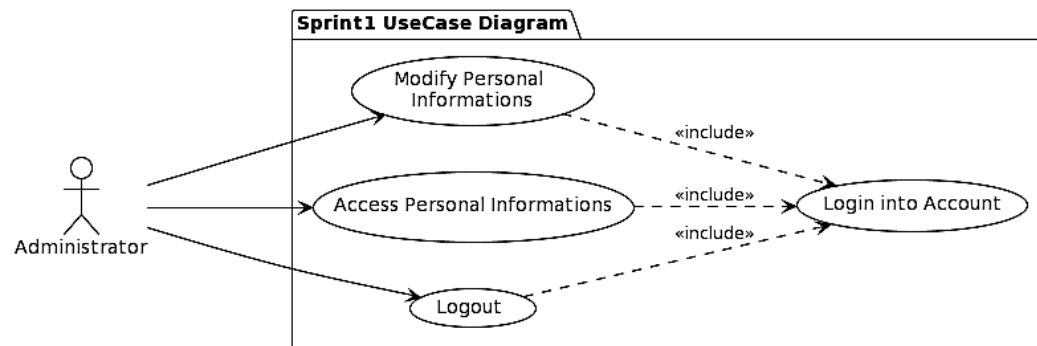 Sprint1 UseCase Diagram
Modify Personal
Informations
«include»
Administrator
Access Personal Informations
«include»
Login into Account
«include»
Logout